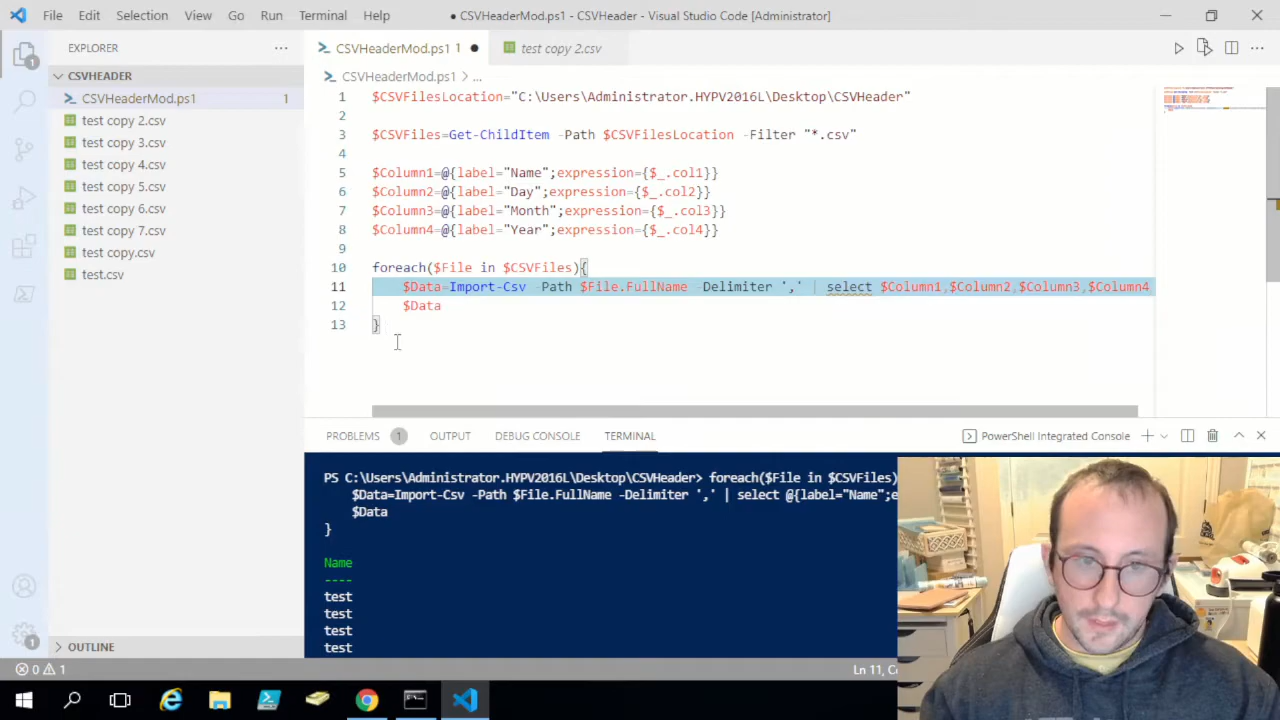 File Edit Selection View Go Run Terminal Help
● CSVHeaderMod.ps1 - CSVHeader - Visual Studio Code [Administrator]
EXPLORER
CSVHEADER
CSVHeaderMod.ps1 1
test copy 2.csv
test copy 3.csv
test copy 4.csv
test copy 5.csv
test copy 6.csv
test copy 7.csv
test copy.csv
test.csv
OUTLINE
1
1
CSVHeaderMod.ps1 1 ●
test copy 2.csv
CSVHeaderMod.ps1 > ...
1 $CSVFilesLocation="C:\Users\Administrator.HYPV2016L\Desktop\CSVHeader"
2
3 $CSVFiles=Get-ChildItem -Path $CSVFilesLocation -Filter "*.csv"
4
5 $Column1=@{label="Name";expression={$_.col1}}
6 $Column2=@{label="Day";expression={$_.col2}}
7 $Column3=@{label="Month";expression={$_.col3}}
8 $Column4=@{label="Year";expression={$_.col4}}
9
10 foreach($File in $CSVFiles){
11 $Data=Import-Csv -Path $File.FullName -Delimiter ',' | select $Column1,$Column2,$Column3,$Column4
12 $Data
13 }
PROBLEMS 1 OUTPUT DEBUG CONSOLE TERMINAL
PowerShell Integrated Console
PS C:\Users\Administrator.HYPV2016L\Desktop\CSVHeader> foreach($File in $CSVFiles)
$Data=Import-Csv -Path $File.FullName -Delimiter ',' | select @{label="Name";e
$Data
}
Name
----
test
test
test
test
0 1
Ln 11,